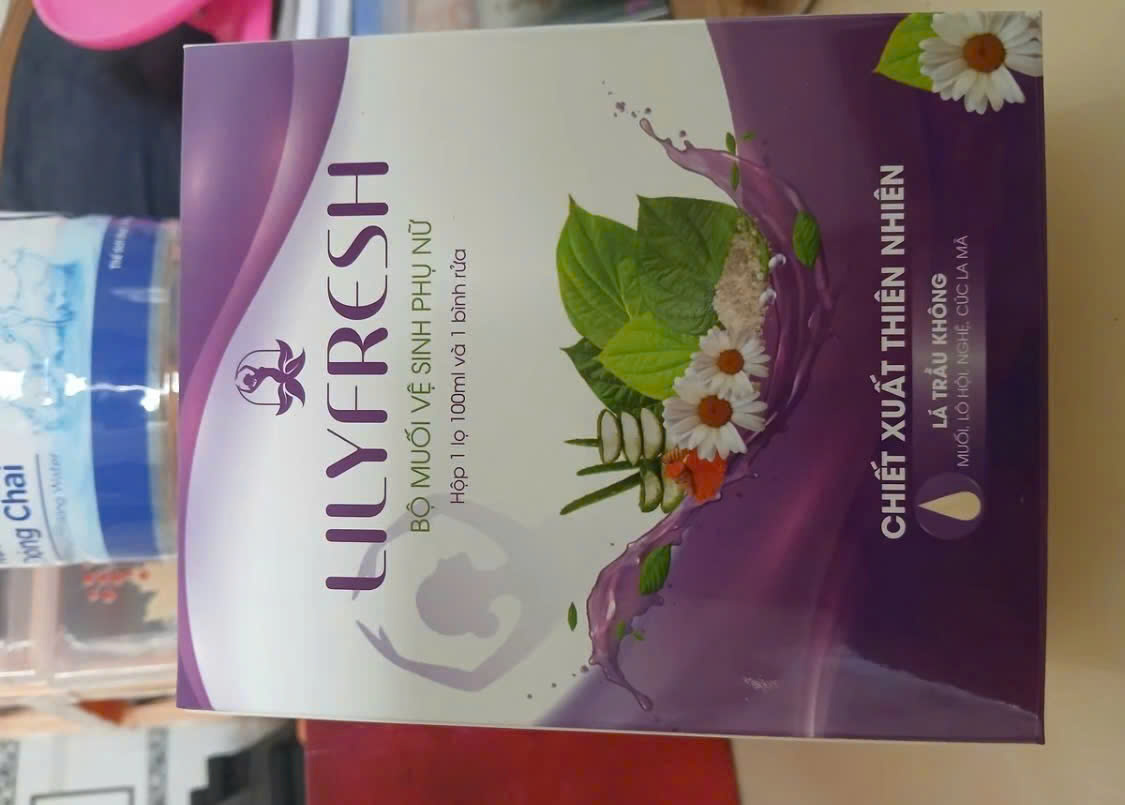 LILYFRESH
BỘ MUỐI VỆ SINH PHỤ NỮ
Hộp 1 lọ 100ml và 1 bình rửa
CHIẾT XUẤT THIÊN NHIÊN
LÁ TRẦU KHÔNG
MUỐI, LÔ HỘI, NGHỆ, CÚC LA MÃ
Chai
Water